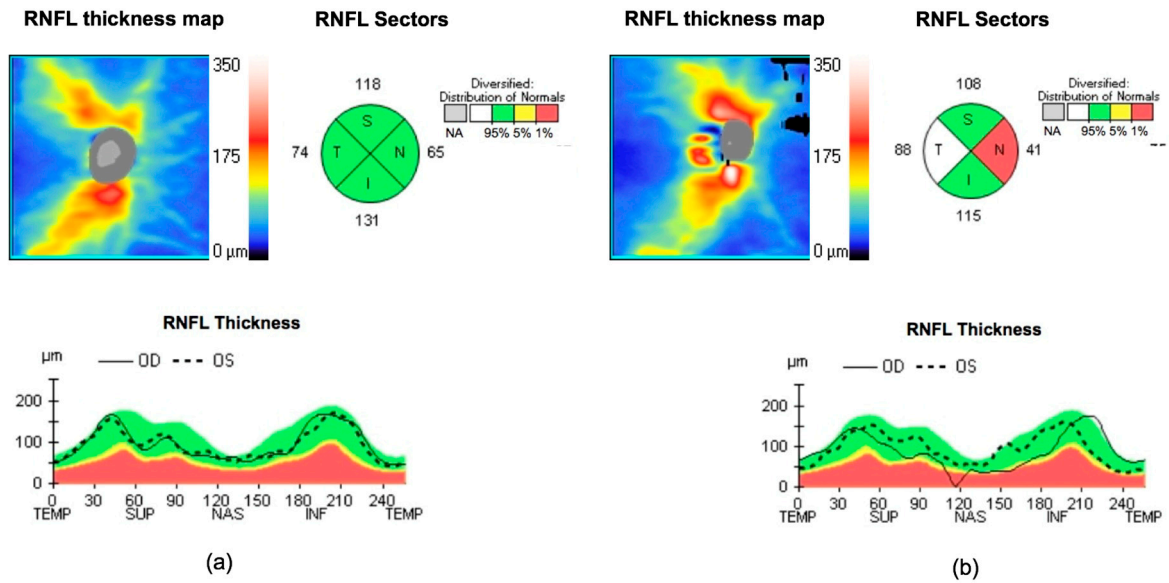 RNFL thickness map
RNFL Sectors
350
175
0 µm
118
S
74 T N 65
I
131
Diversified:
Distribution of Normals
NA 95% 5% 1%
RNFL Thickness
µm
OD OS
200
100
0
0 30 60 90 120 150 180 210 240
TEMP SUP NAS INF TEMP
(a)
RNFL thickness map
RNFL Sectors
350
175
0 µm
108
S
88 T N 41
I
115
Diversified:
Distribution of Normals
NA 95% 5% 1%
RNFL Thickness
µm
OD OS
200
100
0
0 30 60 90 120 150 180 210 240
TEMP SUP NAS INF TEMP
(b)